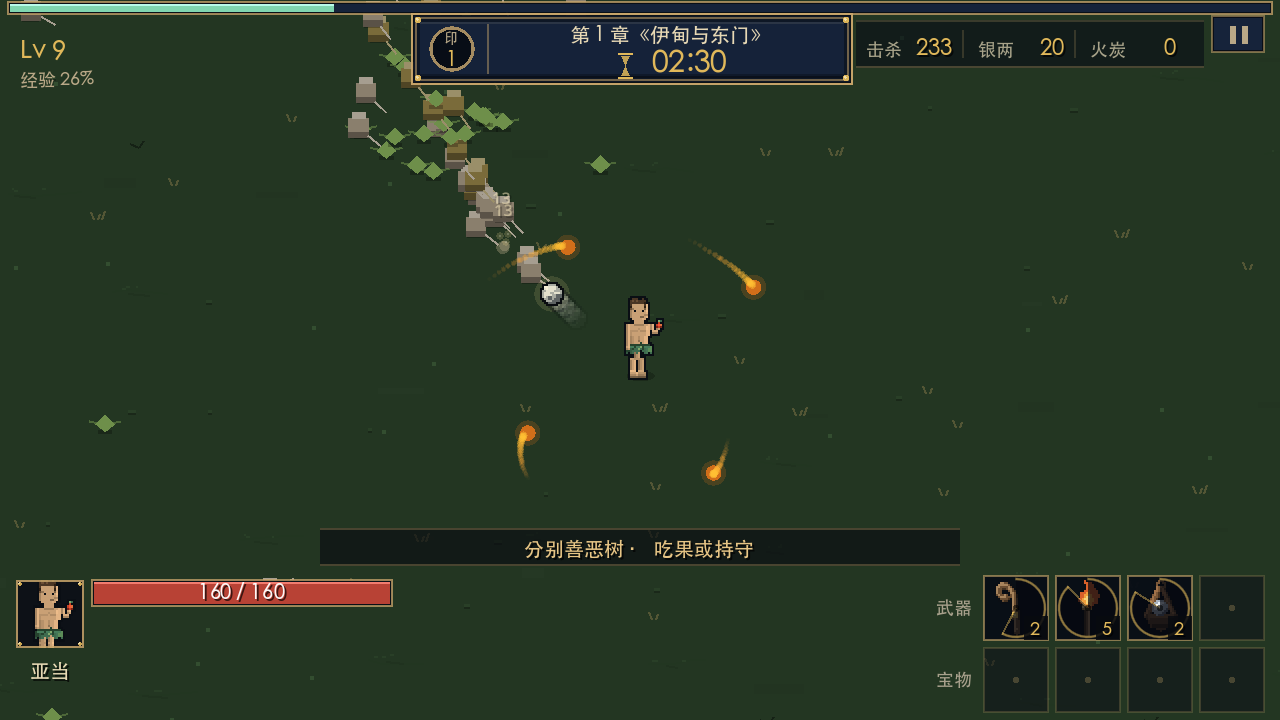 Lv 9
经验 26%
印
1
第 1 章《伊甸与东门》
02:30
击杀 233 银两 20 火炭 0
13
13
分别善恶树· 吃果或持守
160 / 160
亚当
武器 2 5 2
宝物